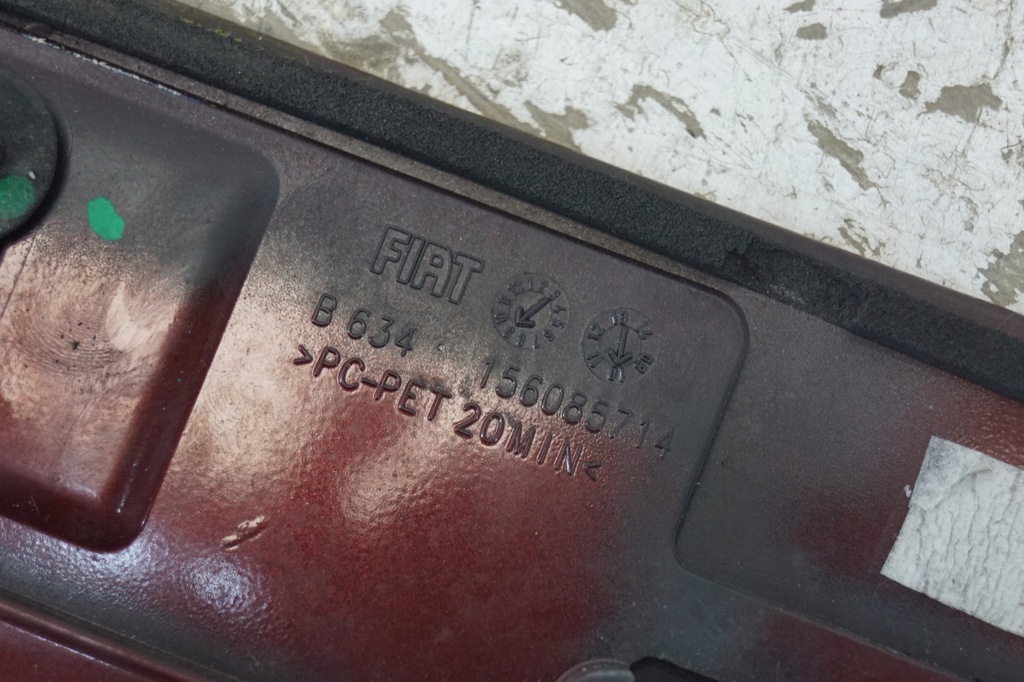 FIAT
B 634 156085714
>PC-PET 20MIN<